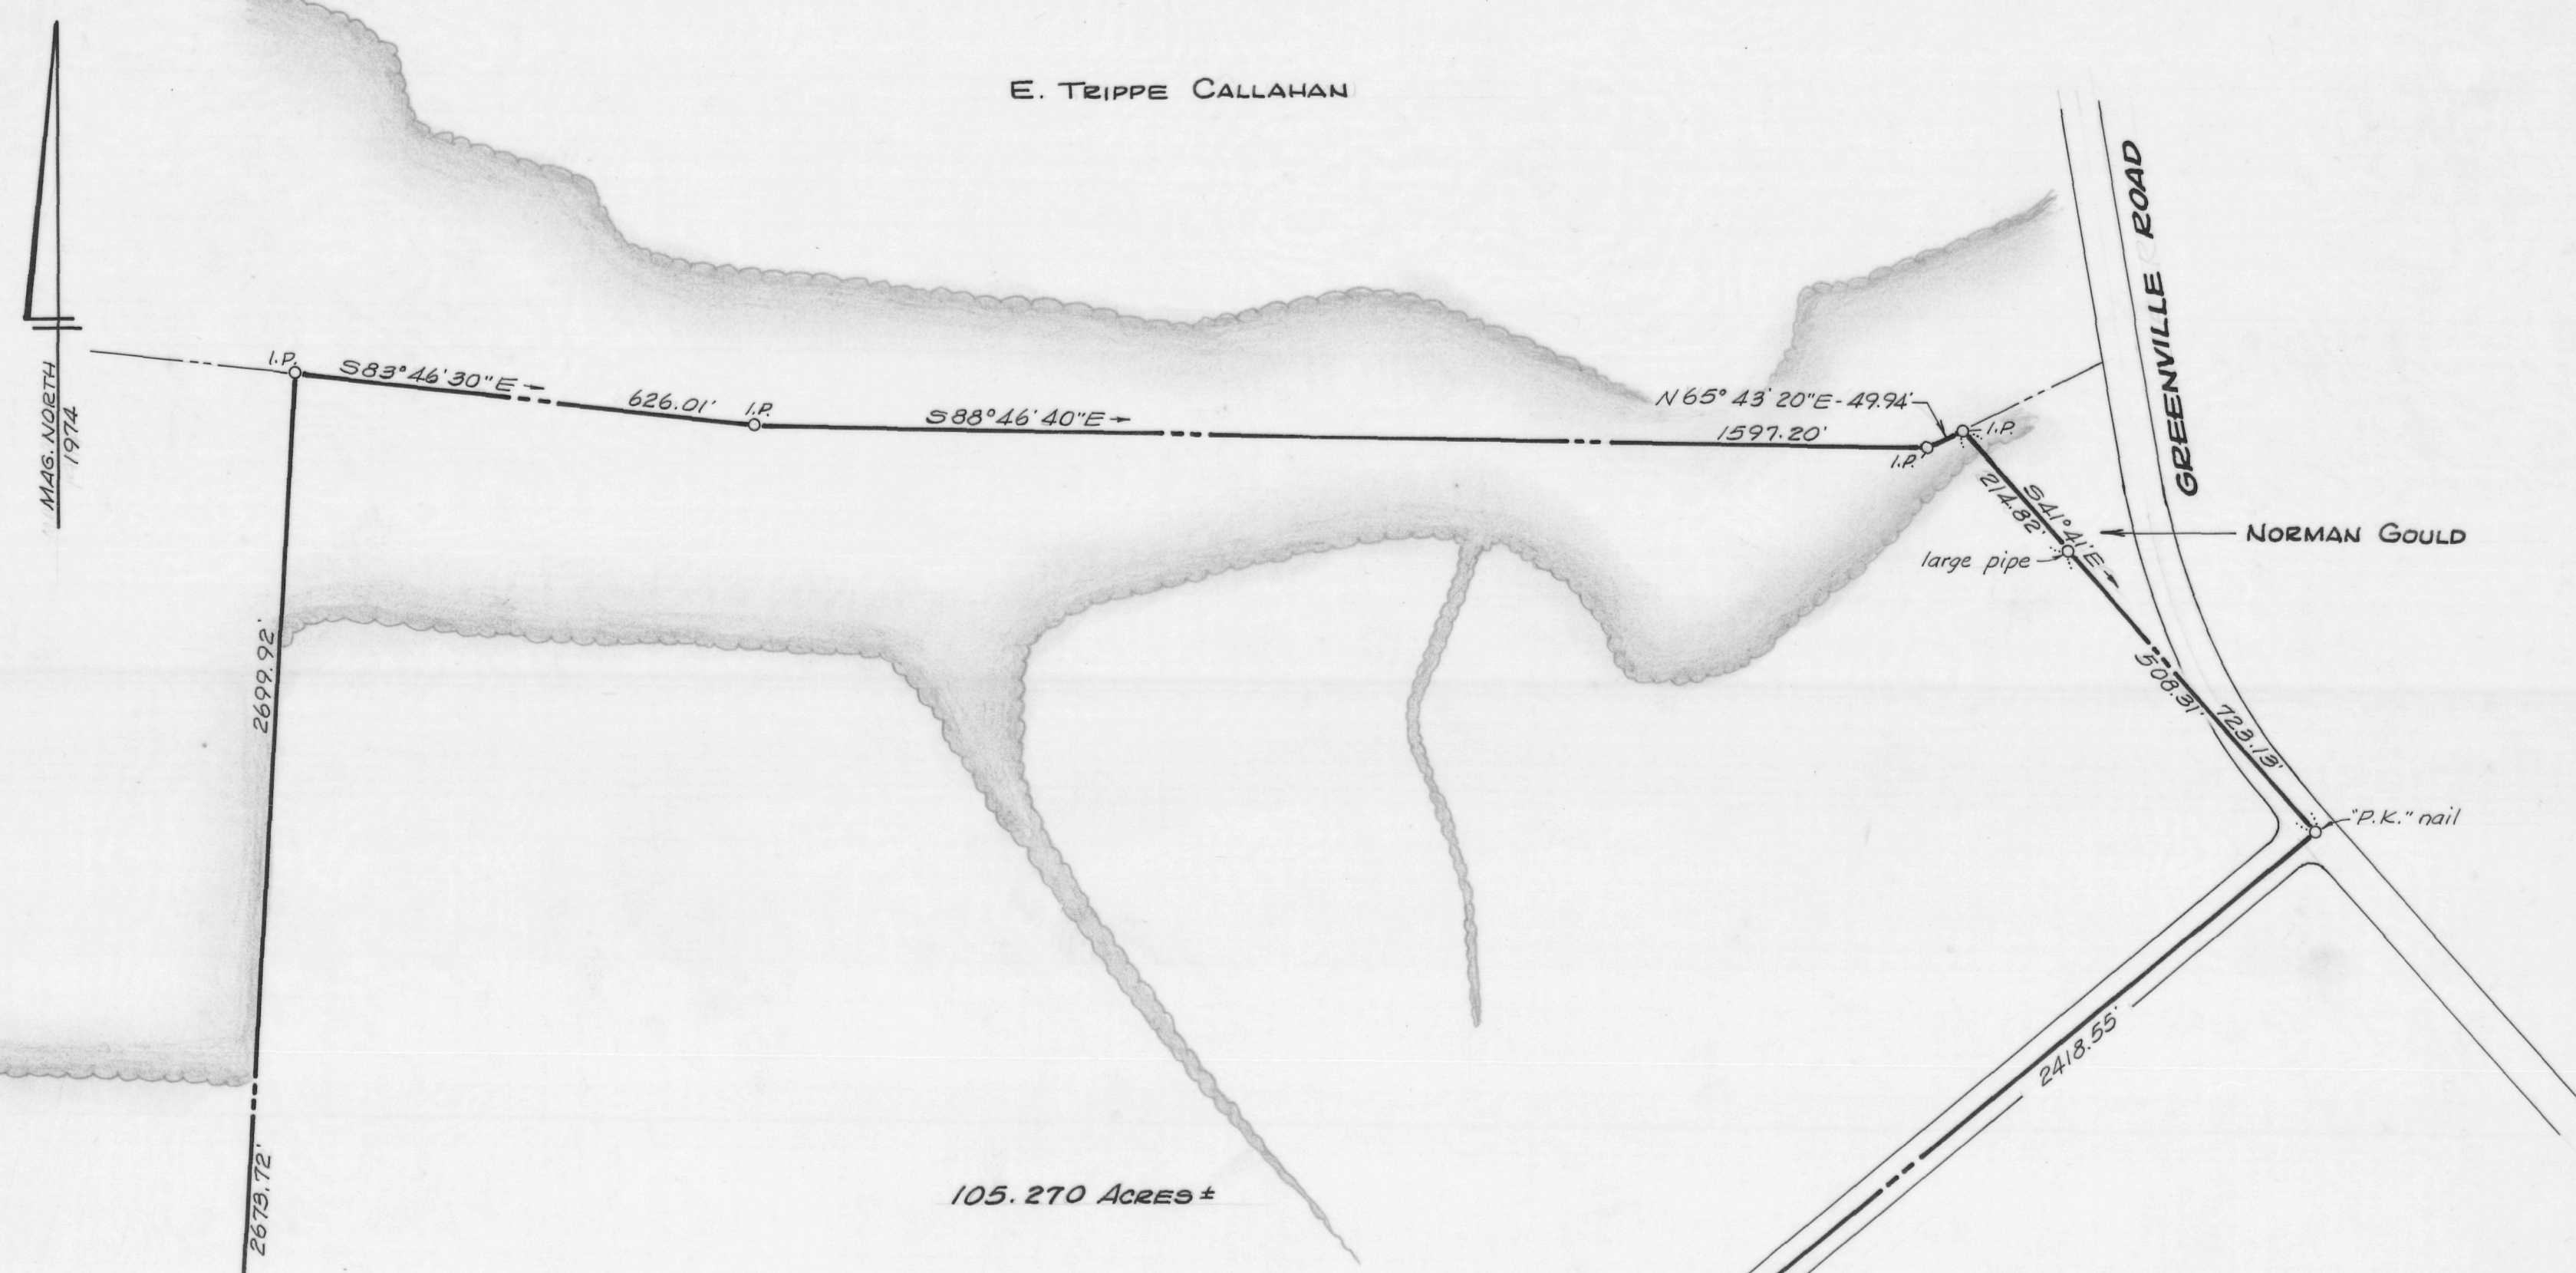 E. TRIPPE CALLAHAN
GREENVILLE ROAD
MAG. NORTH
1974
I.P.
S83°46'30"E
626.01'
I.P.
S88°46'40"E
1597.20'
N65°43'20"E-49.94'
I.P.
I.P.
S41°41'E
214.82'
NORMAN GOULD
large pipe
508.31'
723.13'
"P.K." nail
2699.92'
2418.55'
2673.72'
105.270 ACRES±